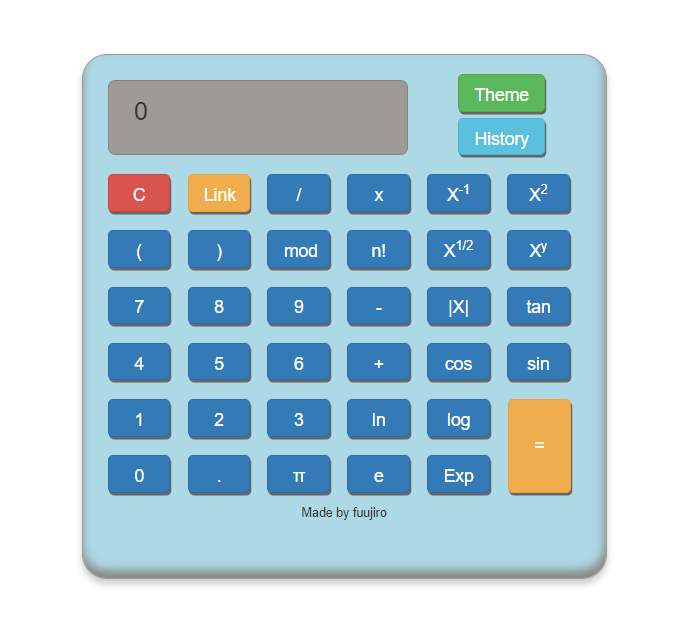 0
Theme
History
C Link / x X⁻¹ X²
( ) mod n! X¹/² Xʸ
7 8 9 - |X| tan
4 5 6 + cos sin
1 2 3 ln log
=
0 . π e Exp
Made by fuujiro